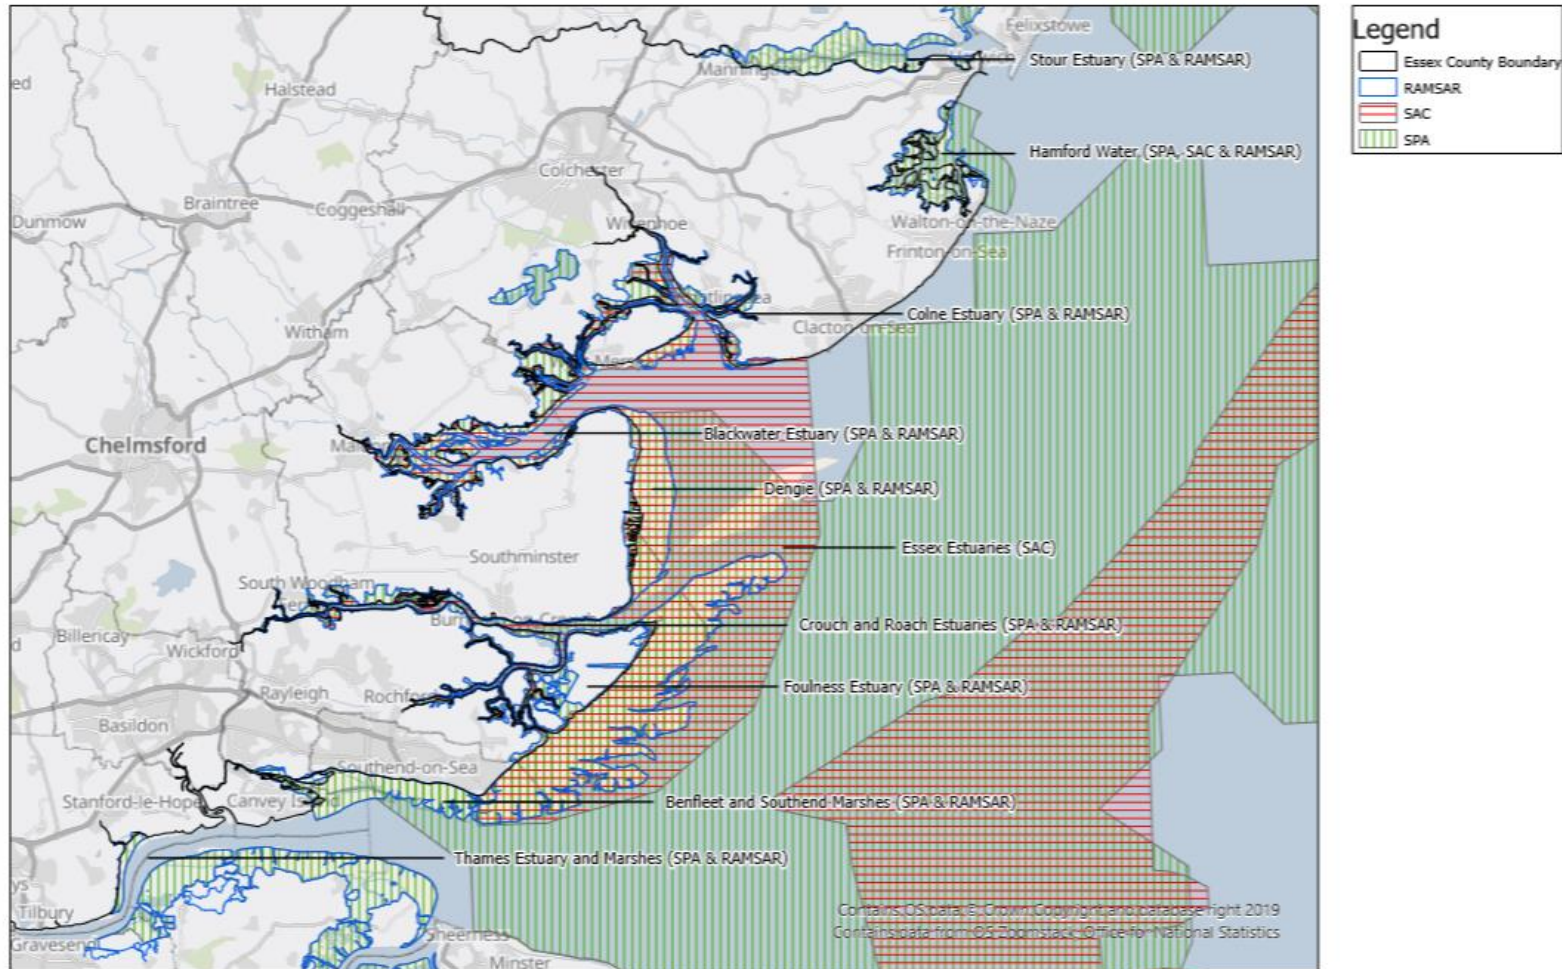 Legend
Essex County Boundary
RAMSAR
SAC
SPA
Felixstowe
Stour Estuary (SPA & RAMSAR)
Halstead
Colchester
Hamford Water (SPA, SAC & RAMSAR)
Braintree
Coggeshall
Dunmow
Wivenhoe
Walton-on-the-Naze
Frinton-on-Sea
Colne Estuary (SPA & RAMSAR)
Clacton-on-Sea
Witham
Chelmsford
Blackwater Estuary (SPA & RAMSAR)
Dengie (SPA & RAMSAR)
Essex Estuaries (SAC)
Southminster
South Woodham
Crouch and Roach Estuaries (SPA & RAMSAR)
Billericay
Wickford
Foulness Estuary (SPA & RAMSAR)
Rayleigh
Rochford
Basildon
Southend-on-Sea
Stanford-le-Hope
Canvey Island
Benfleet and Southend Marshes (SPA & RAMSAR)
Thames Estuary and Marshes (SPA & RAMSAR)
Tilbury
Gravesend
Sheerness
Minster
Contains OS data © Crown Copyright and database right 2019
Contains data from OS Zoomstack, Office for National Statistics